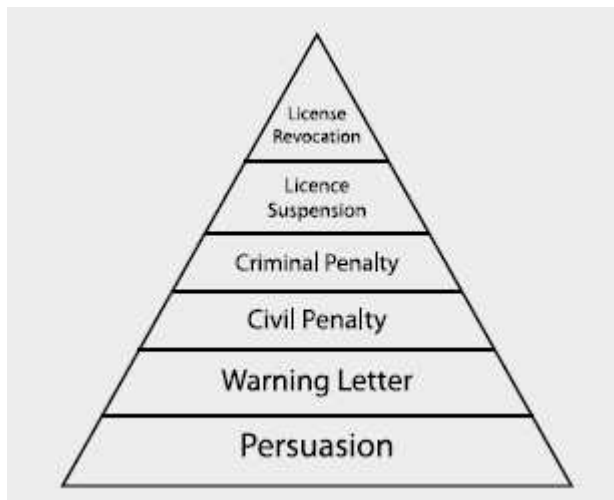 License
Revocation
Licence
Suspension
Criminal Penalty
Civil Penalty
Warning Letter
Persuasion